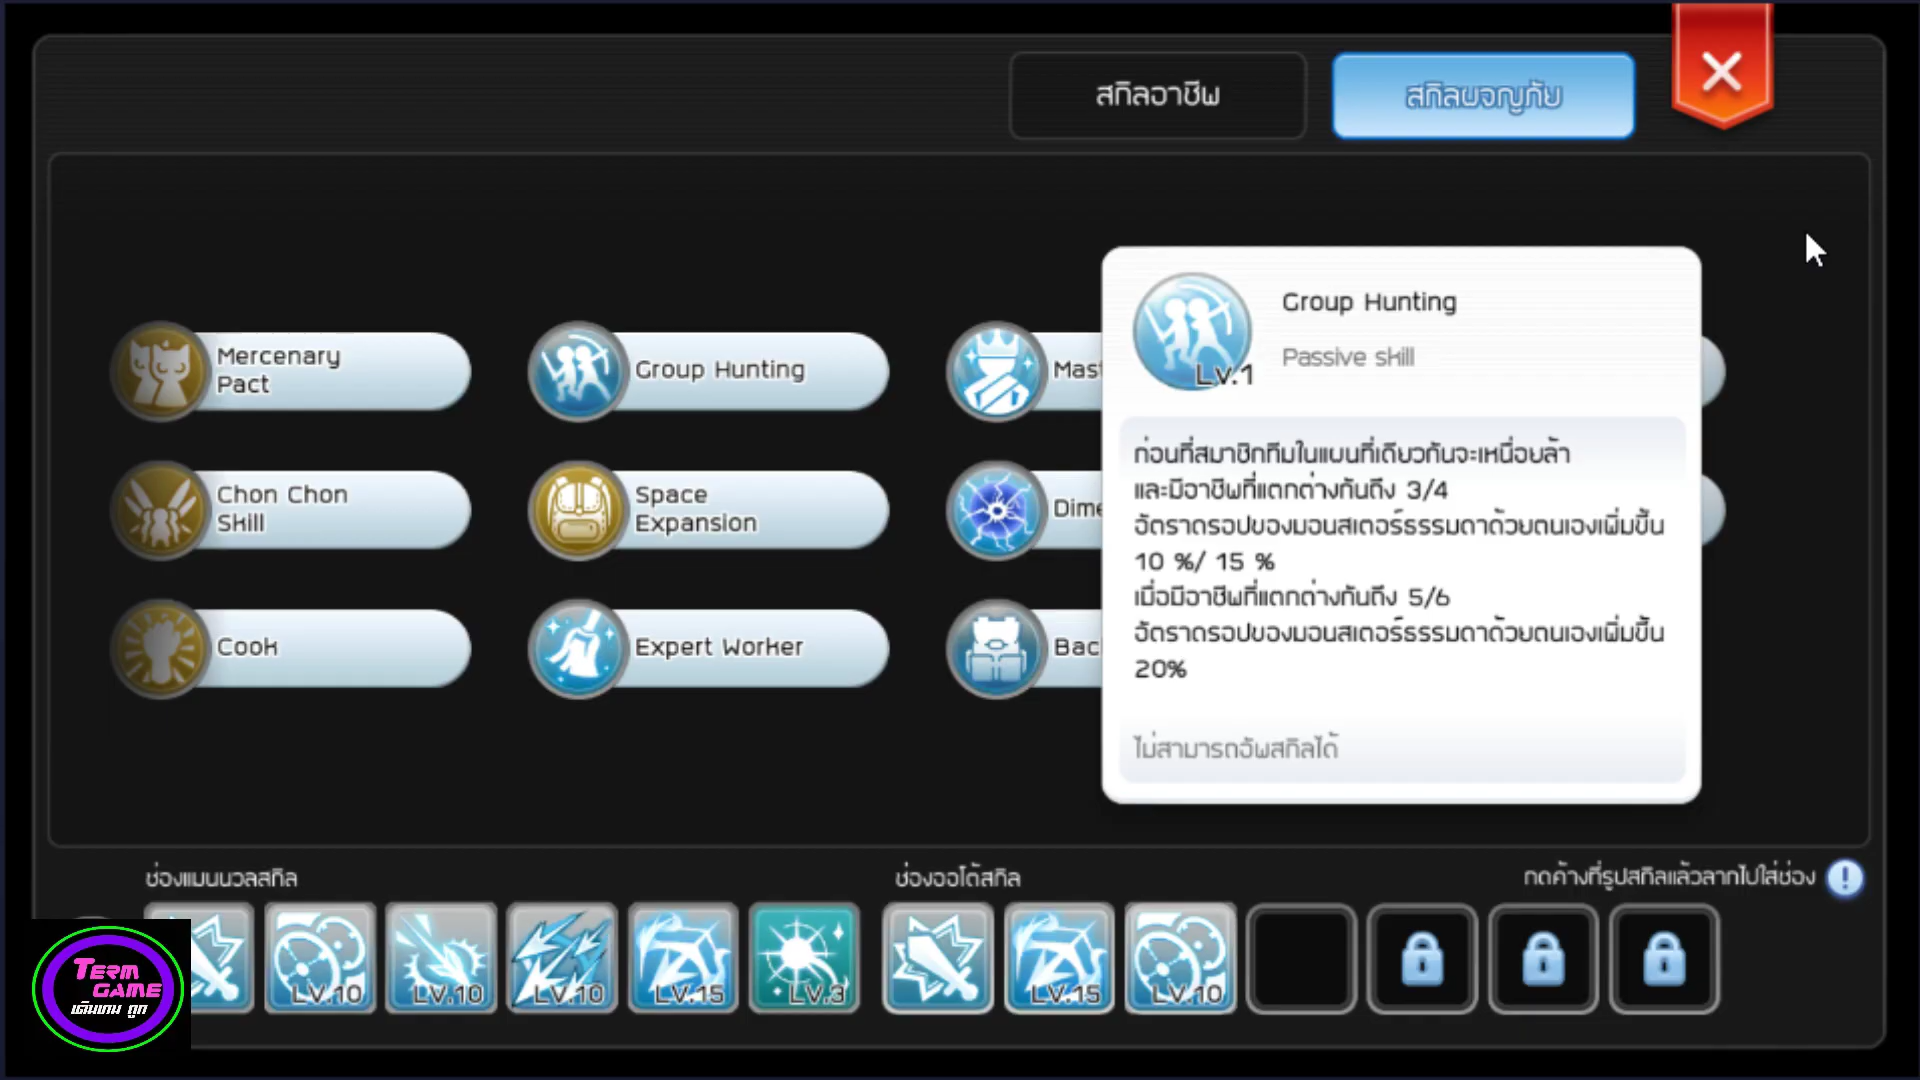 สกิลอาชีพ
สกิลผจญภัย
Mercenary
Pact
Group Hunting
Mast
Chon Chon
Skill
Space
Expansion
Dime
Cook
Expert Worker
Bac
Group Hunting
Passive skill
Lv.1
ก่อนที่สมาชิกทีมในแผนที่เดียวกันจะเหนื่อยล้า
และมีอาชีพที่แตกต่างกันถึง 3/4
อัตราดรอปของมอนสเตอร์ธรรมดาด้วยตนเองเพิ่มขึ้น
10 %/ 15 %
เมื่อมีอาชีพที่แตกต่างกันถึง 5/6
อัตราดรอปของมอนสเตอร์ธรรมดาด้วยตนเองเพิ่มขึ้น
20%
ไม่สามารถอัพสกิลได้
ช่องแมนนวลสกิล
ช่องออโต้สกิล
กดค้างที่รูปสกิลแล้วลากไปใส่ช่อง
LV.10
LV.10
LV.10
LV.15
LV.3
LV.15
LV.10
TERM
GAME
เติมเกม ถูก